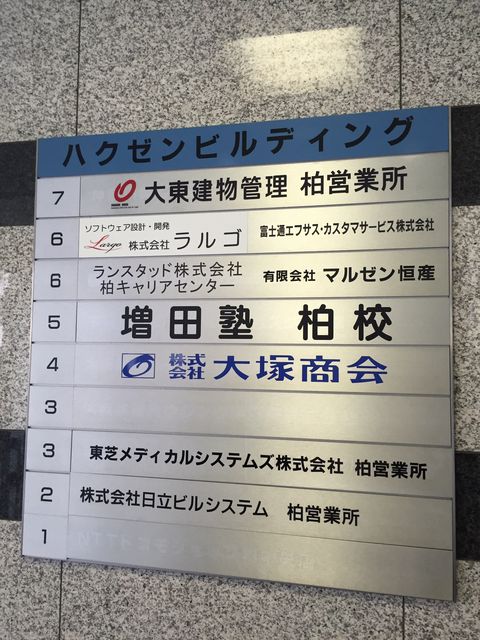 ハクゼンビルディング
7 大東建物管理 柏営業所
6 ソフトウェア設計・開発
Largo 株式会社 ラルゴ 富士通エフサス・カスタマサービス株式会社
6 ランスタッド株式会社
柏キャリアセンター 有限会社 マルゼン恒産
5 増田塾 柏校
4 株式会社 大塚商会
3
3 東芝メディカルシステムズ株式会社 柏営業所
2 株式会社日立ビルシステム 柏営業所
1